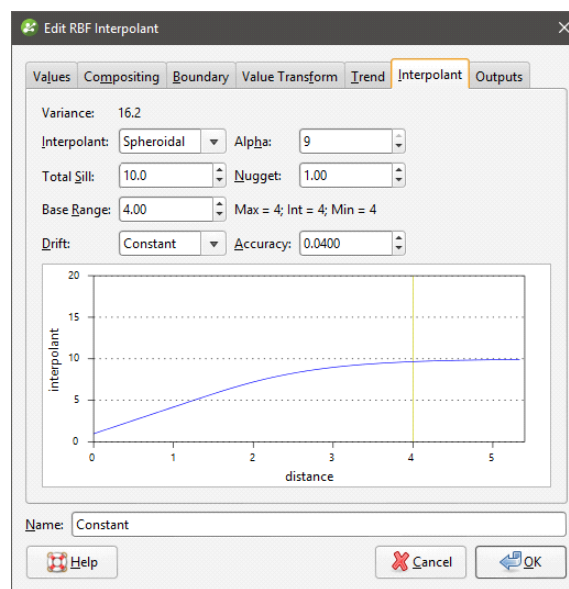 Edit RBF Interpolant
Values Compositing Boundary Value Transform Trend Interpolant Outputs
Variance: 16.2
Interpolant: Spheroidal Alpha: 9
Total Sill: 10.0 Nugget: 1.00
Base Range: 4.00 Max = 4; Int = 4; Min = 4
Drift: Constant Accuracy: 0.0400
20
15
10
5
0
interpolant
0 1 2 3 4 5
distance
Name: Constant
Help Cancel OK